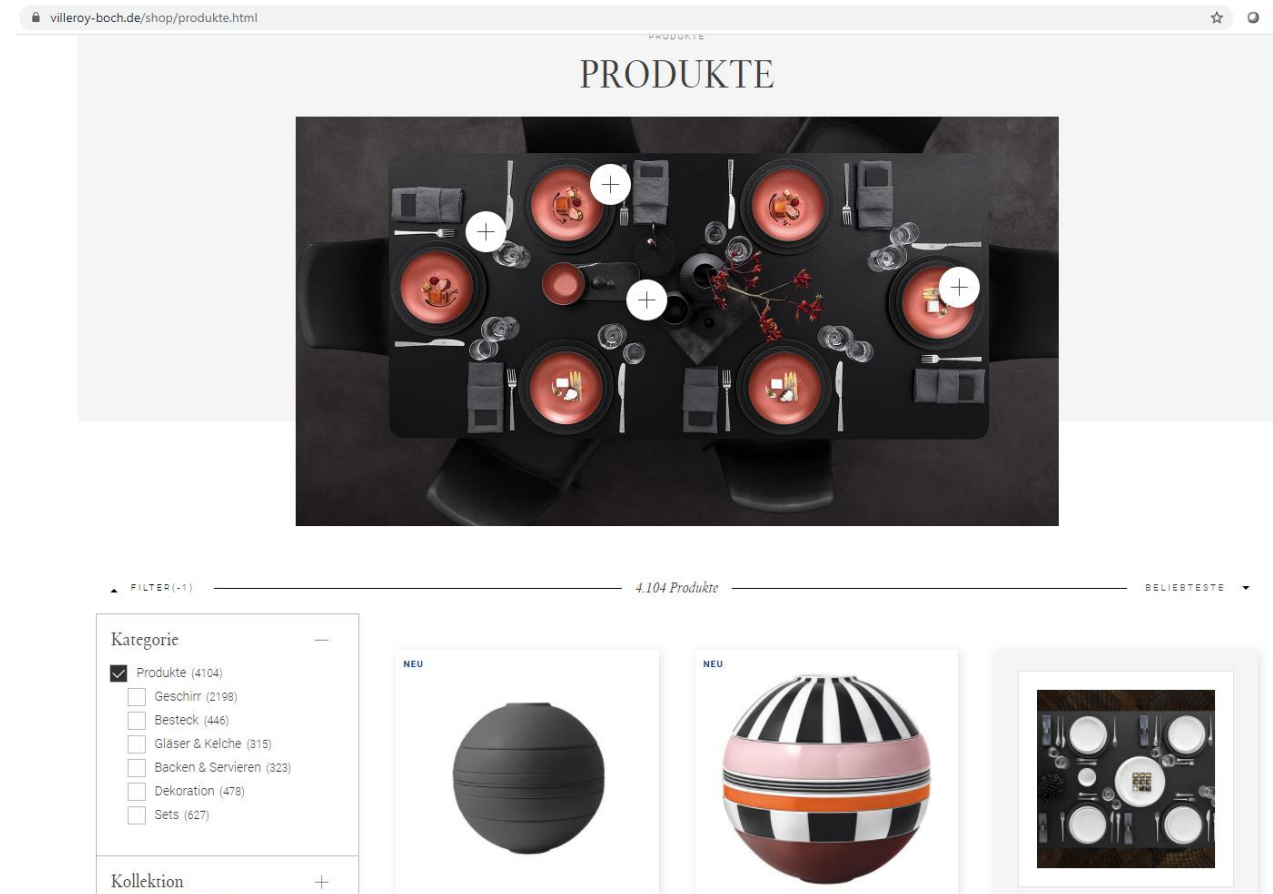 villeroy-boch.de/shop/produkte.html
PRODUKTE
PRODUKTE
FILTER(-1)
4.104 Produkte
BELIEBTESTE
Kategorie
Produkte (4104)
Geschirr (2198)
Besteck (446)
Gläser & Kelche (315)
Backen & Servieren (323)
Dekoration (478)
Sets (627)
Kollektion
NEU
NEU